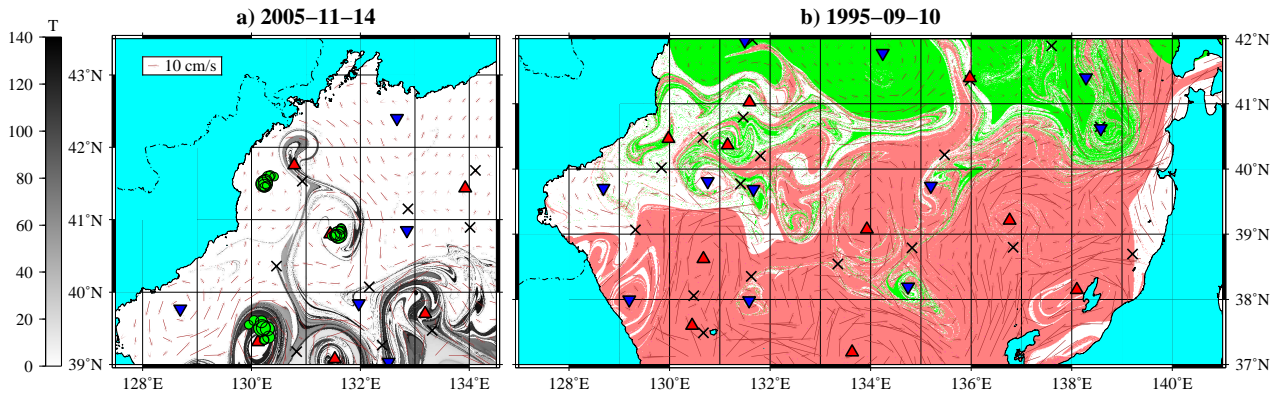 a) 2005−11−14
b) 1995−09−10
T
140
120
100
80
60
40
20
0
10 cm/s
43˚N
42˚N
41˚N
40˚N
39˚N
128˚E
130˚E
132˚E
134˚E
42˚N
41˚N
40˚N
39˚N
38˚N
37˚N
128˚E
130˚E
132˚E
134˚E
136˚E
138˚E
140˚E